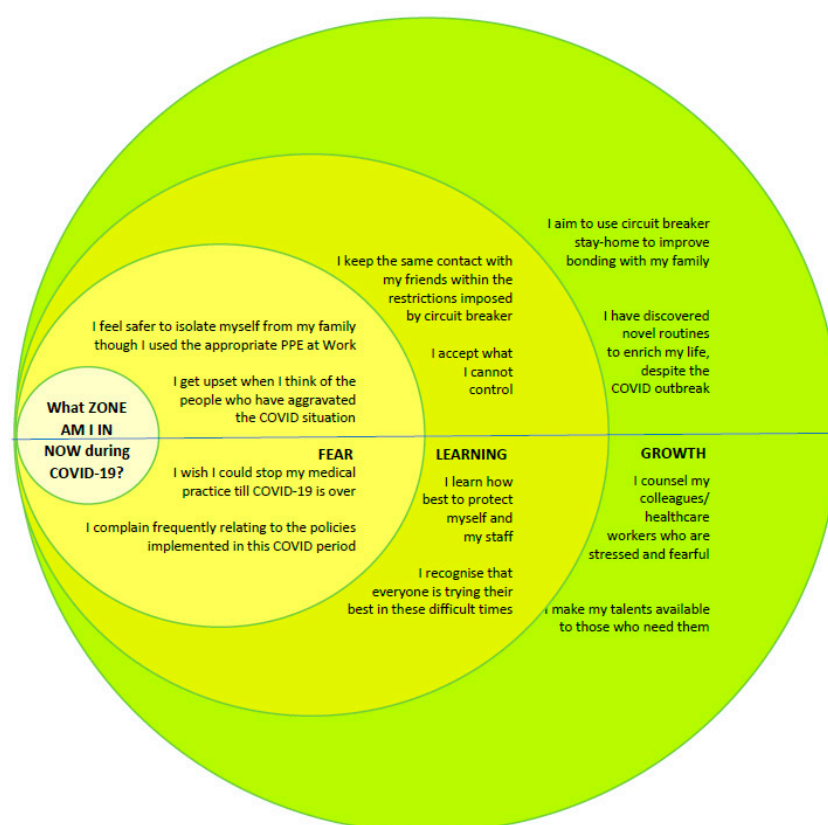 What ZONE
AM I IN
NOW during
COVID-19?
I feel safer to isolate myself from my family
though I used the appropriate PPE at Work
I get upset when I think of the
people who have aggravated
the COVID situation
FEAR
I wish I could stop my medical
practice till COVID-19 is over
I complain frequently relating to the policies
implemented in this COVID period
I keep the same contact with
my friends within the
restrictions imposed
by circuit breaker
I accept what
I cannot
control
LEARNING
I learn how
best to protect
myself and
my staff
I recognise that
everyone is trying their
best in these difficult times
I aim to use circuit breaker
stay-home to improve
bonding with my family
I have discovered
novel routines
to enrich my life,
despite the
COVID outbreak
GROWTH
I counsel my
colleagues/
healthcare
workers who are
stressed and fearful
I make my talents available
to those who need them